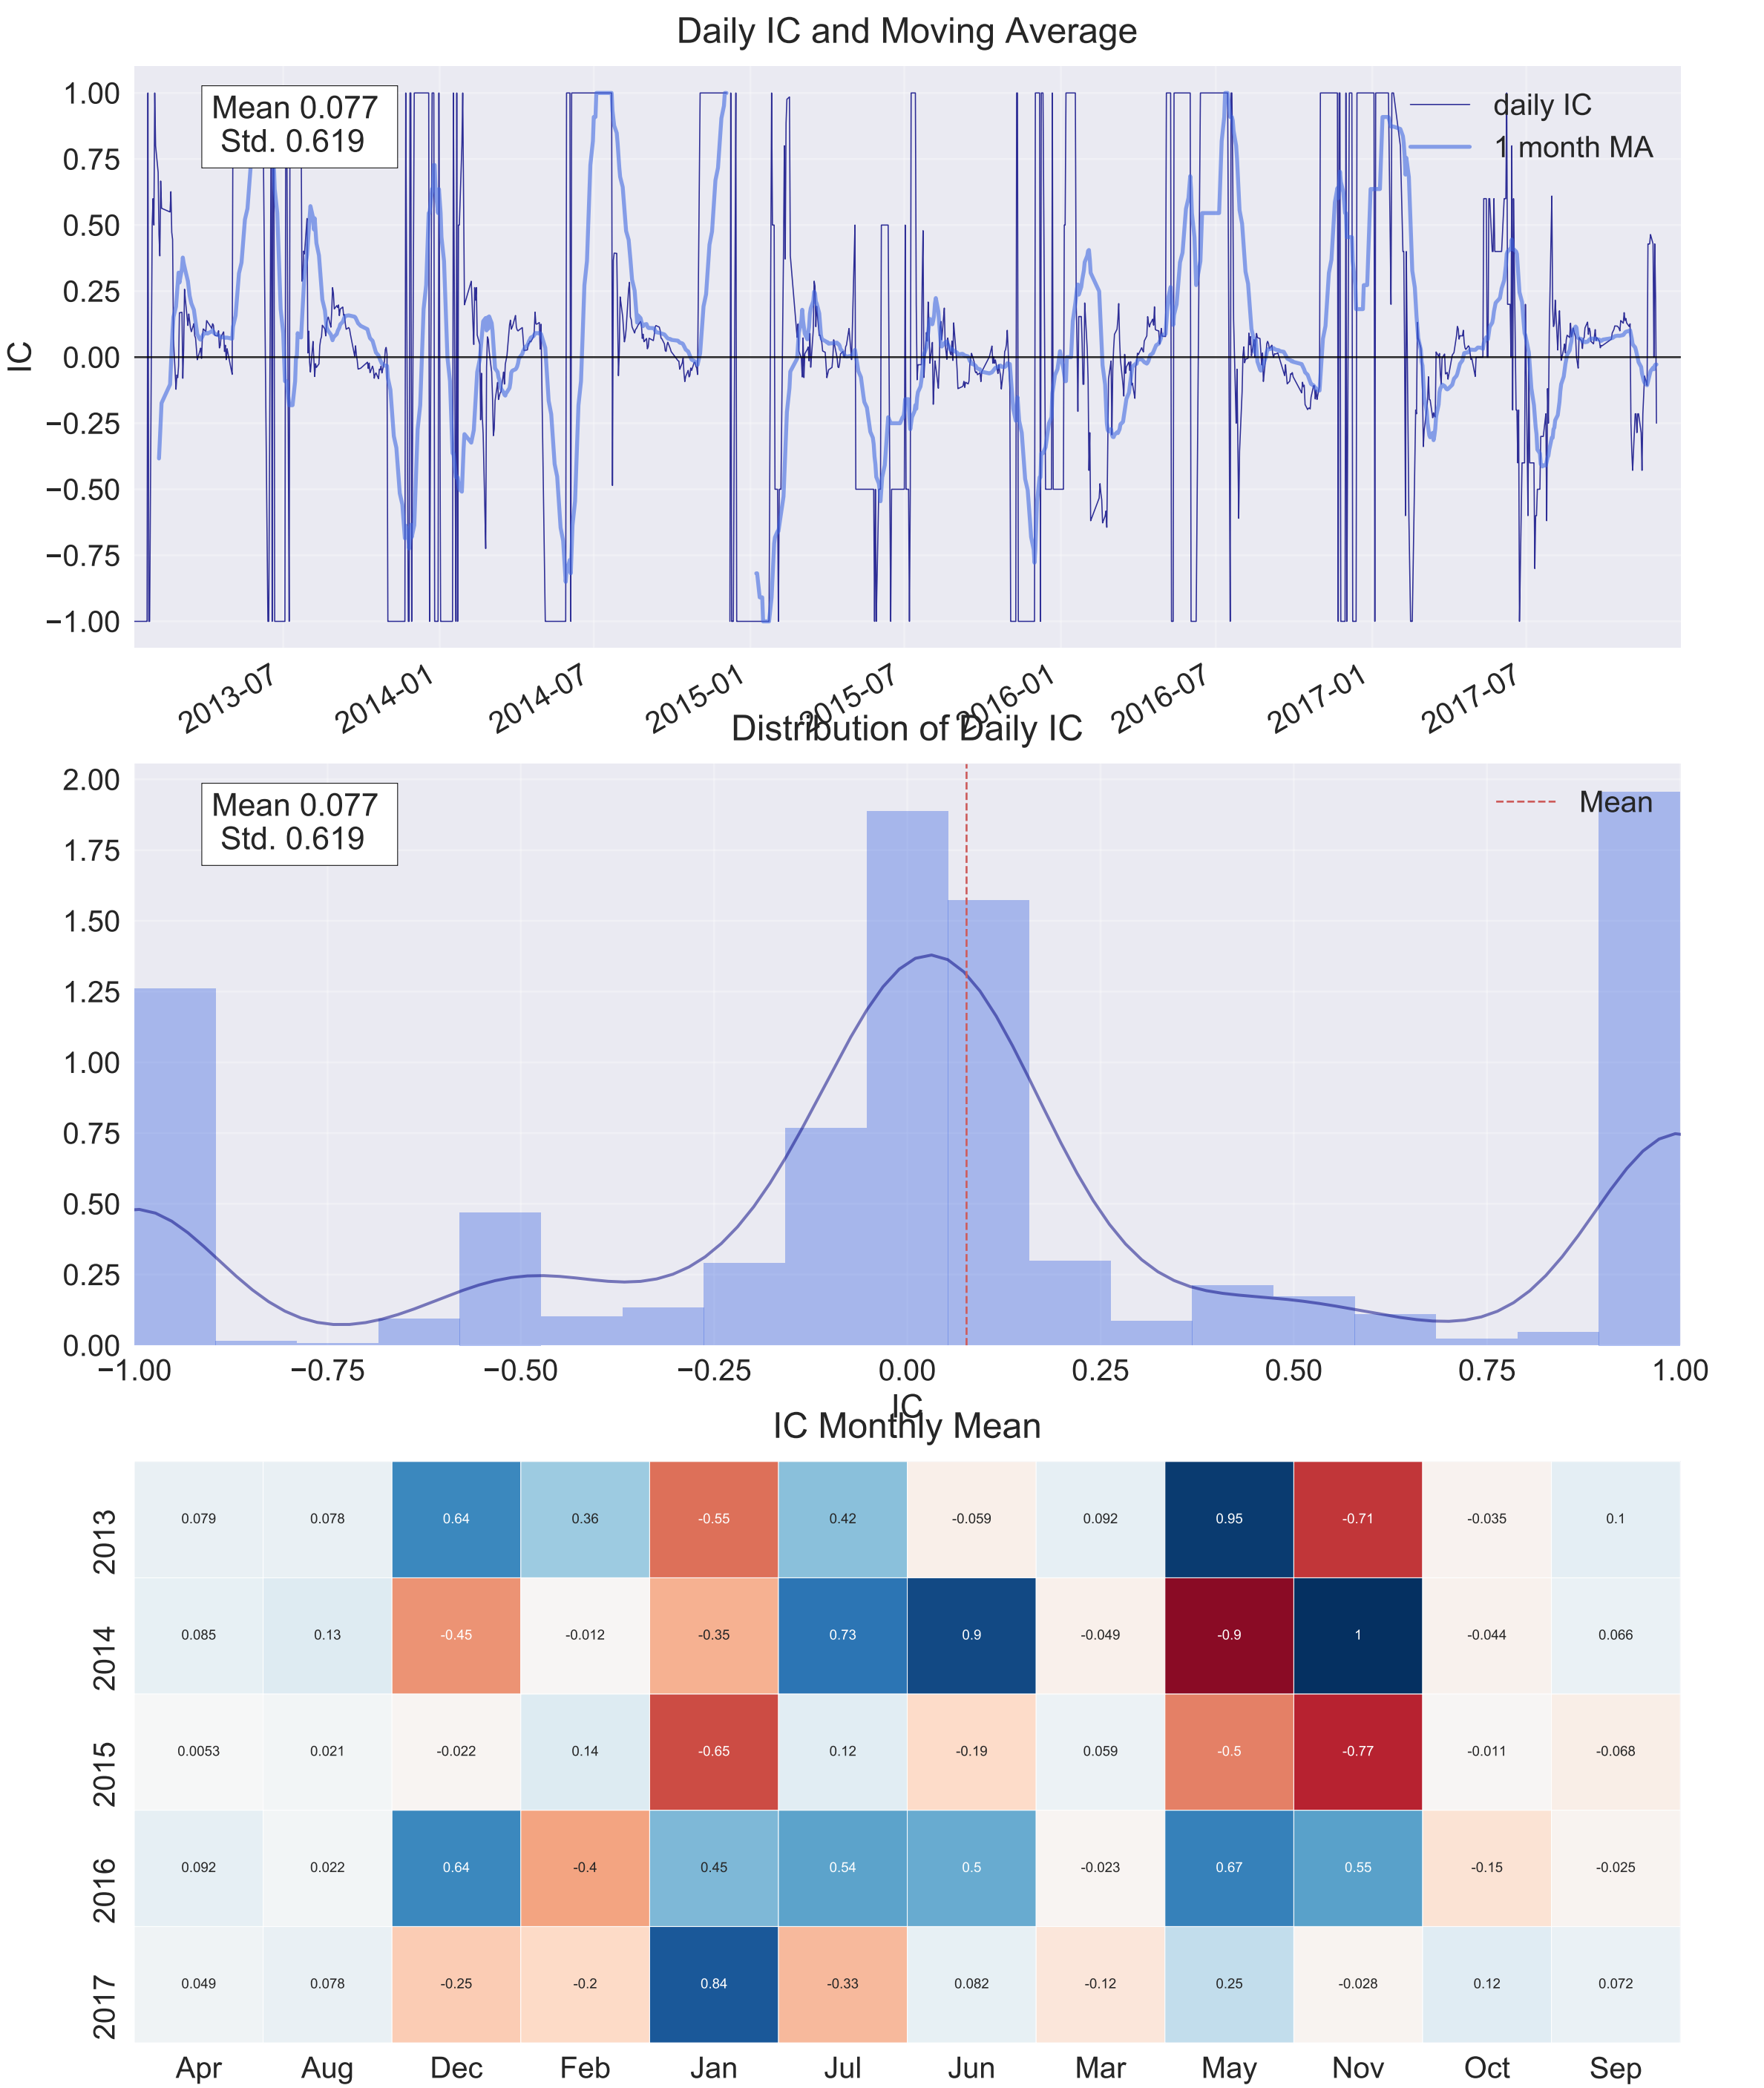 Daily IC and Moving Average
1.00
0.75
0.50
0.25
0.00
−0.25
−0.50
−0.75
−1.00
IC
Mean 0.077
Std. 0.619
daily IC
1 month MA
2013-07 2014-01 2014-07 2015-01 2015-07 2016-01 2016-07 2017-01 2017-07
Distribution of Daily IC
2.00
1.75
1.50
1.25
1.00
0.75
0.50
0.25
0.00
Mean 0.077
Std. 0.619
Mean
−1.00 −0.75 −0.50 −0.25 0.00 0.25 0.50 0.75 1.00
IC
IC Monthly Mean
2013 0.079 0.078 0.64 0.36 -0.55 0.42 -0.059 0.092 0.95 -0.71 -0.035 0.1
2014 0.085 0.13 -0.45 -0.012 -0.35 0.73 0.9 -0.049 -0.9 1 -0.044 0.066
2015 0.0053 0.021 -0.022 0.14 -0.65 0.12 -0.19 0.059 -0.5 -0.77 -0.011 -0.068
2016 0.092 0.022 0.64 -0.4 0.45 0.54 0.5 -0.023 0.67 0.55 -0.15 -0.025
2017 0.049 0.078 -0.25 -0.2 0.84 -0.33 0.082 -0.12 0.25 -0.028 0.12 0.072
Apr Aug Dec Feb Jan Jul Jun Mar May Nov Oct Sep